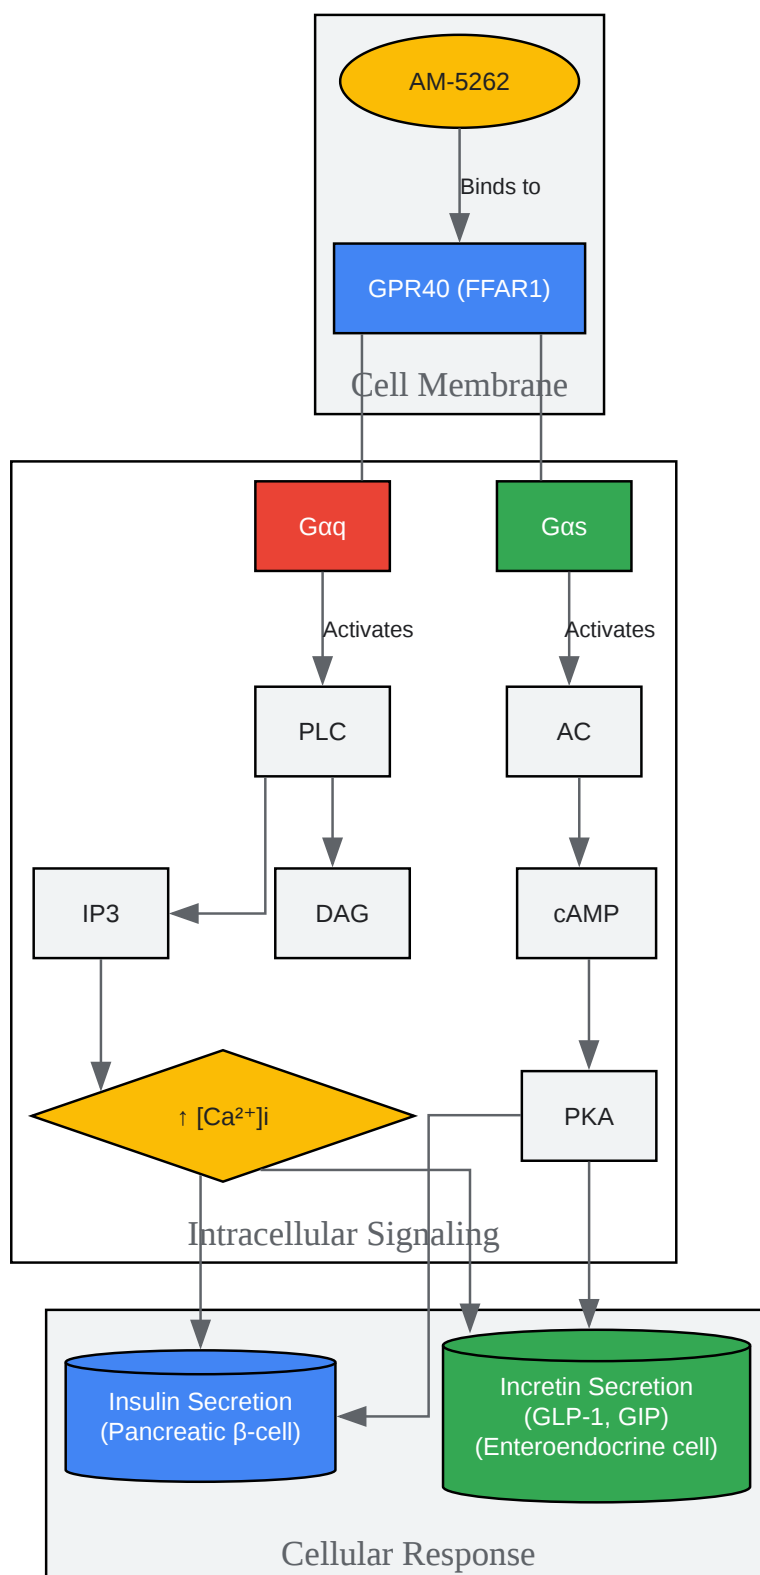 AM-5262
Binds to
GPR40 (FFAR1)
Cell Membrane
Gαq
Gαs
Activates
Activates
PLC
AC
IP3
DAG
cAMP
↑ [Ca²⁺]i
PKA
Intracellular Signaling
Insulin Secretion
(Pancreatic β-cell)
Incretin Secretion
(GLP-1, GIP)
(Enteroendocrine cell)
Cellular Response